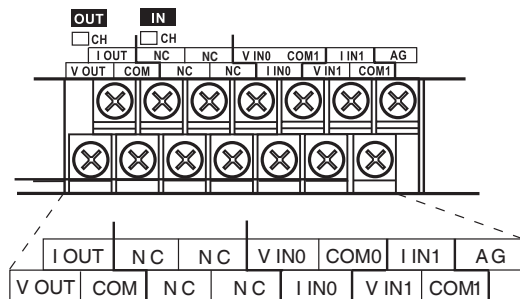 OUT IN
CH CH
I OUT NC NC V IN0 COM1 I IN1 AG
V OUT COM NC NC I IN0 V IN1 COM1
I OUT N C N C V IN0 COM0 I IN1 A G
V OUT COM N C N C I IN0 V IN1 COM1